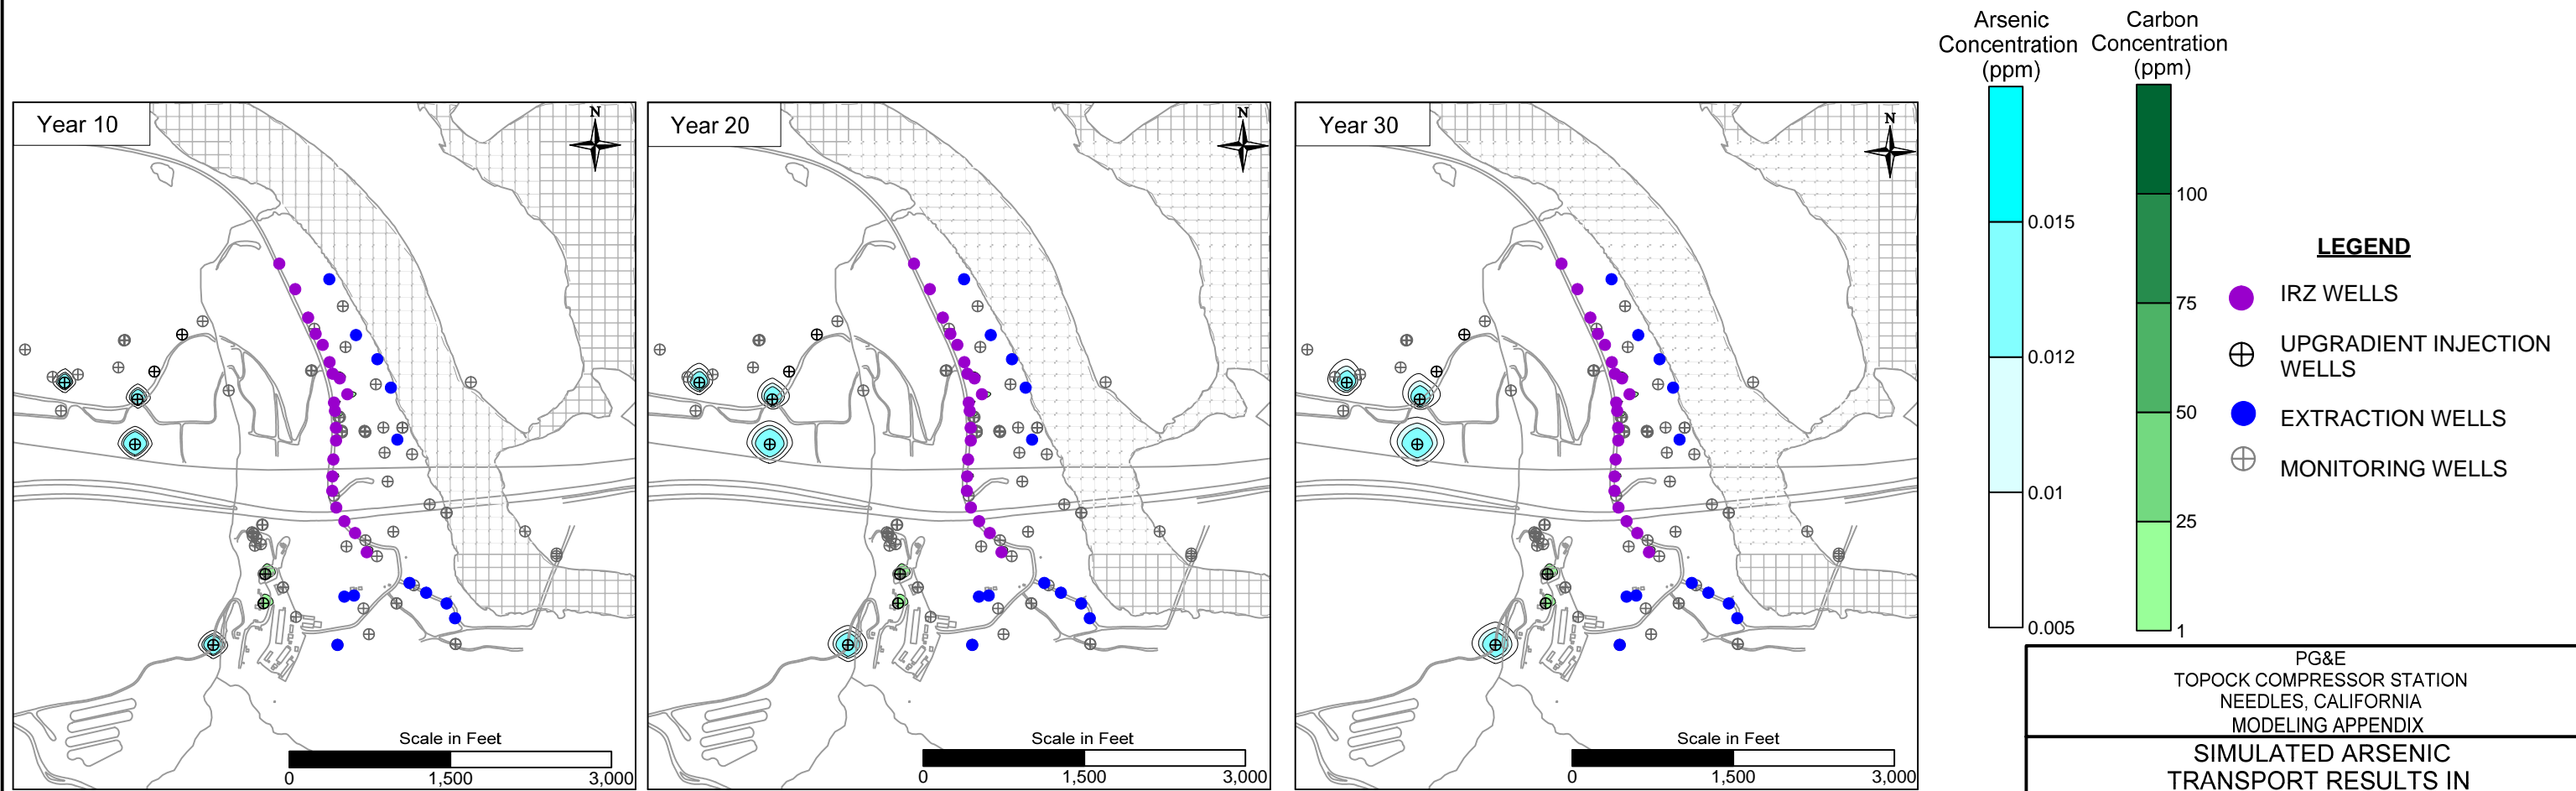 Year 10
N
Scale in Feet
0 1,500 3,000
Year 20
N
Scale in Feet
0 1,500 3,000
Year 30
N
Scale in Feet
0 1,500 3,000
Arsenic
Concentration
(ppm)
0.015
0.012
0.01
0.005
Carbon
Concentration
(ppm)
100
75
50
25
1
LEGEND
IRZ WELLS
UPGRADIENT INJECTION
WELLS
EXTRACTION WELLS
MONITORING WELLS
PG&E
TOPOCK COMPRESSOR STATION
NEEDLES, CALIFORNIA
MODELING APPENDIX
SIMULATED ARSENIC
TRANSPORT RESULTS IN